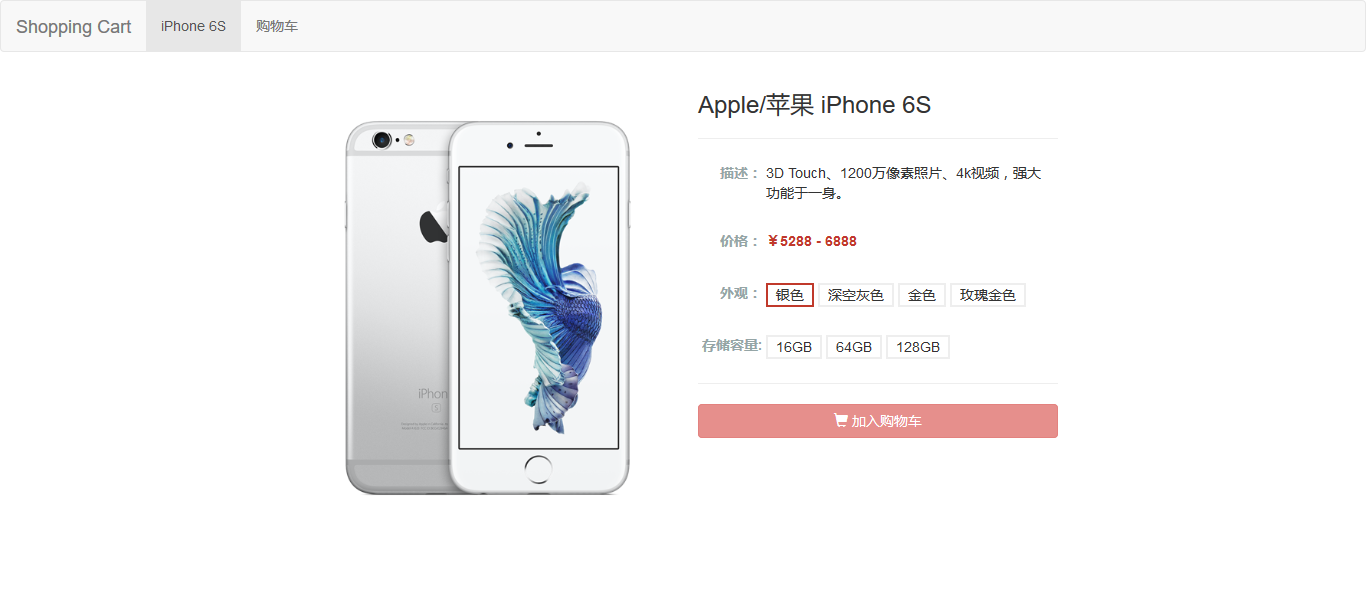 Shopping Cart iPhone 6S 购物车
Apple/苹果 iPhone 6S
描述： 3D Touch、1200万像素照片、4k视频，强大
功能于一身。
价格： ￥5288 - 6888
外观： 银色 深空灰色 金色 玫瑰金色
存储容量: 16GB 64GB 128GB
加入购物车
iPhon
S